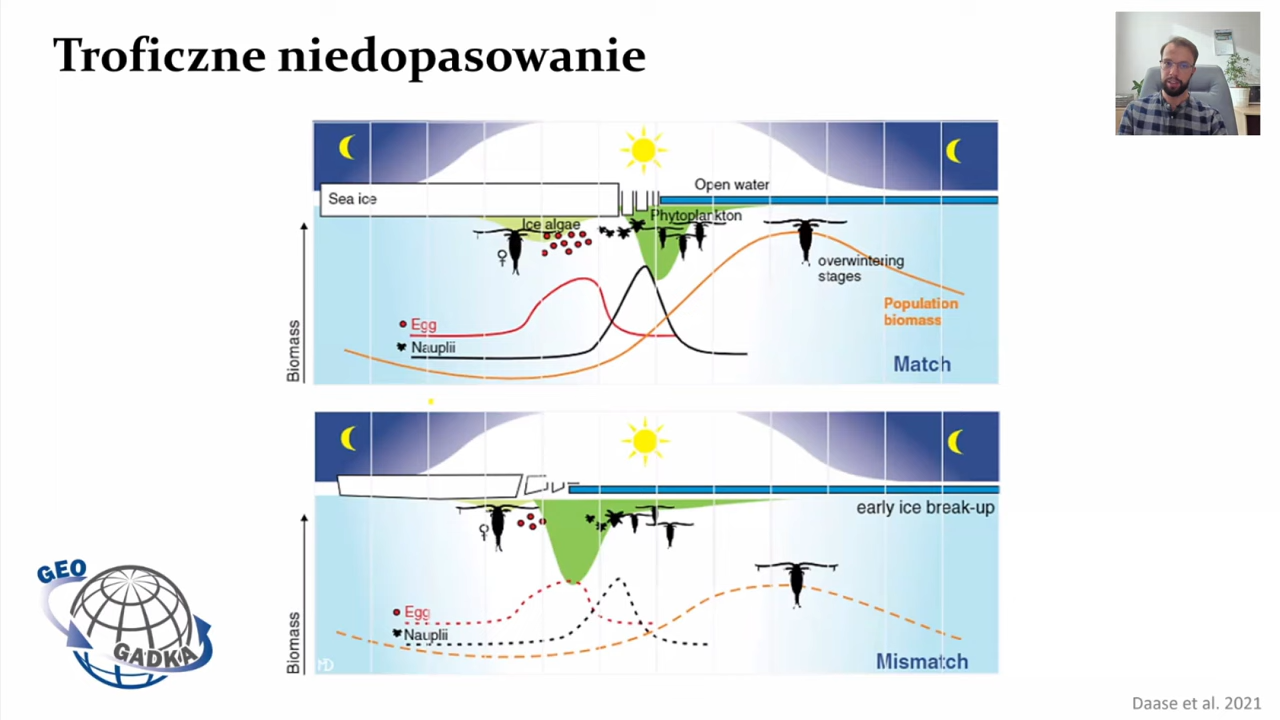 Troficzne niedopasowanie
Sea ice
Open water
Ice algae
Phytoplankton
♀
overwintering
stages
Population
biomass
Egg
Nauplii
Biomass
Match
early ice break-up
♀
Egg
Nauplii
Biomass
MD
Mismatch
GEO
GADKA
Daase et al. 2021